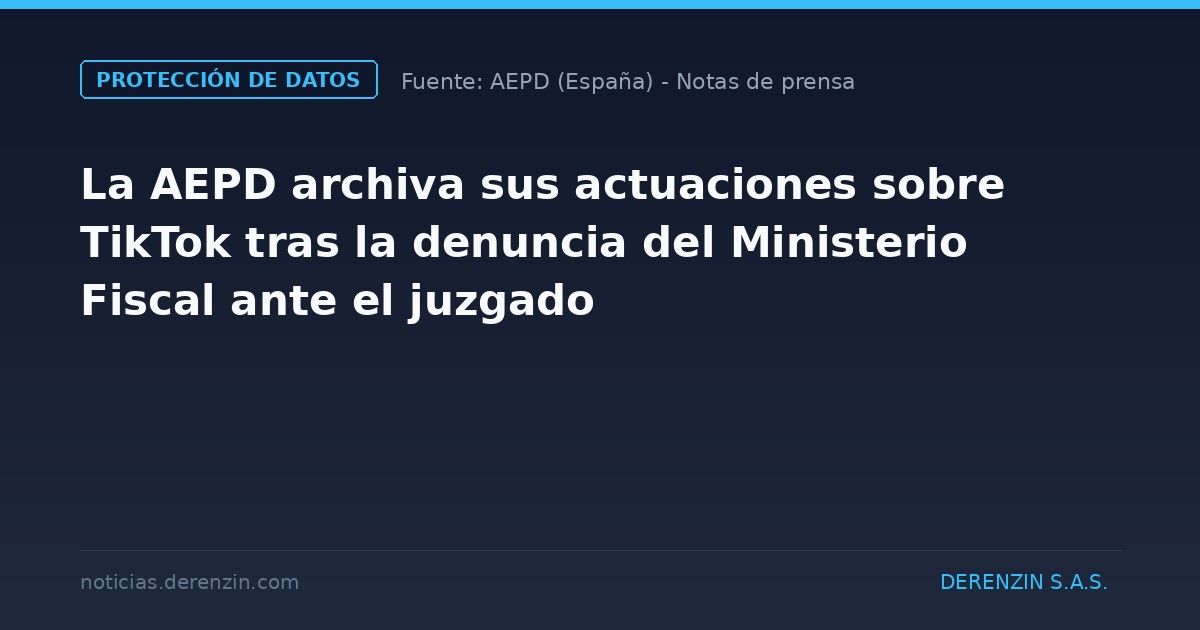 PROTECCIÓN DE DATOS
Fuente: AEPD (España) - Notas de prensa
La AEPD archiva sus actuaciones sobre
TikTok tras la denuncia del Ministerio
Fiscal ante el juzgado
noticias.derenzin.com
DERENZIN S.A.S.